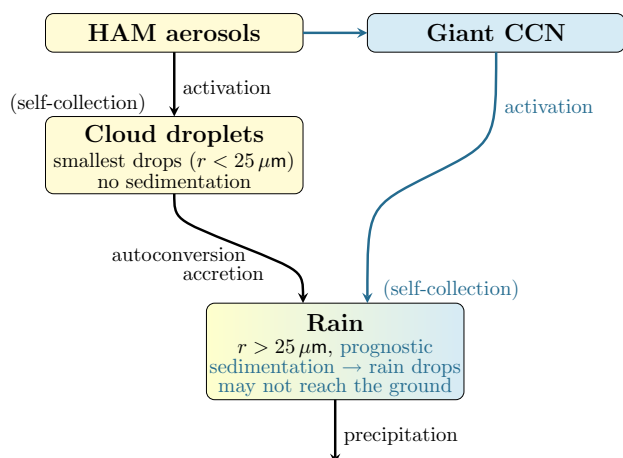 HAM aerosols
Giant CCN
activation
activation
(self-collection)
Cloud droplets
smallest drops (r < 25 μm)
no sedimentation
autoconversion
accretion
(self-collection)
Rain
r > 25 μm, prognostic
sedimentation → rain drops
may not reach the ground
precipitation